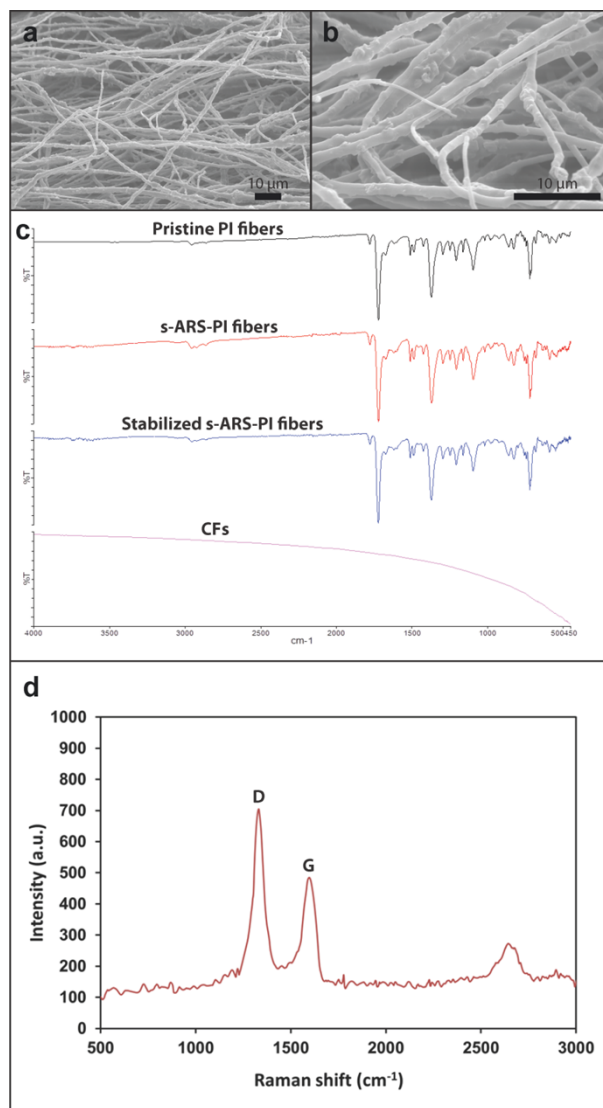 a
b
10 µm
10 µm
c
Pristine PI fibers
%T
s-ARS-PI fibers
%T
Stabilized s-ARS-PI fibers
%T
CFs
%T
4000 3000 2000 1500 1000 500450
cm-1
d
1000
900
800
700
600
500
400
300
200
100
0
D
G
Intensity (a.u.)
500 1000 1500 2000 2500 3000
Raman shift (cm⁻¹)